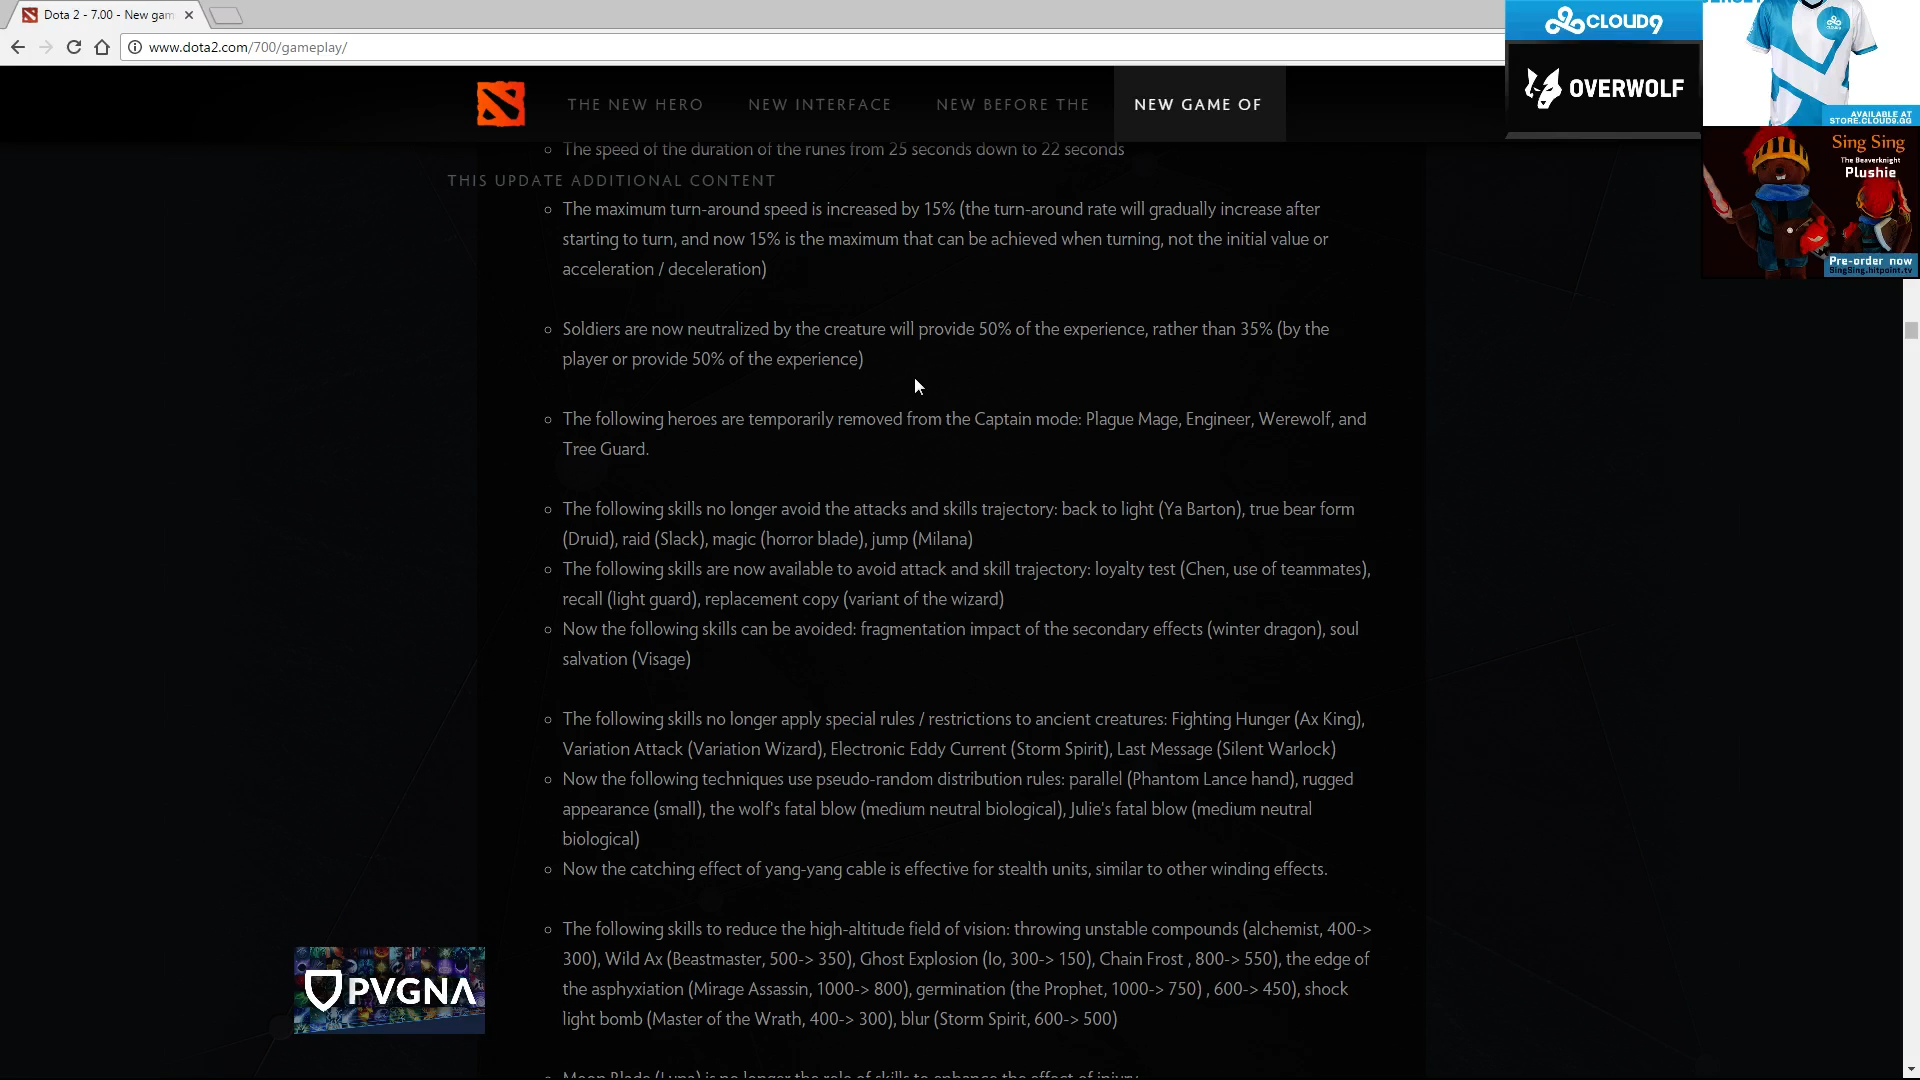 Dota 2 - 7.00 - New gam
www.dota2.com/700/gameplay/
THE NEW HERO
NEW INTERFACE
NEW BEFORE THE
NEW GAME OF
CLOUD9
OVERWOLF
AVAILABLE AT
STORE.CLOUD9.GG
Sing Sing
The Beaverknight
Plushie
Pre-order now
SingSing.hitpoint.tv
The speed of the duration of the runes from 25 seconds down to 22 seconds
THIS UPDATE ADDITIONAL CONTENT
The maximum turn-around speed is increased by 15% (the turn-around rate will gradually increase after
starting to turn, and now 15% is the maximum that can be achieved when turning, not the initial value or
acceleration / deceleration)
Soldiers are now neutralized by the creature will provide 50% of the experience, rather than 35% (by the
player or provide 50% of the experience)
The following heroes are temporarily removed from the Captain mode: Plague Mage, Engineer, Werewolf, and
Tree Guard.
The following skills no longer avoid the attacks and skills trajectory: back to light (Ya Barton), true bear form
(Druid), raid (Slack), magic (horror blade), jump (Milana)
The following skills are now available to avoid attack and skill trajectory: loyalty test (Chen, use of teammates),
recall (light guard), replacement copy (variant of the wizard)
Now the following skills can be avoided: fragmentation impact of the secondary effects (winter dragon), soul
salvation (Visage)
The following skills no longer apply special rules / restrictions to ancient creatures: Fighting Hunger (Ax King),
Variation Attack (Variation Wizard), Electronic Eddy Current (Storm Spirit), Last Message (Silent Warlock)
Now the following techniques use pseudo-random distribution rules: parallel (Phantom Lance hand), rugged
appearance (small), the wolf's fatal blow (medium neutral biological), Julie's fatal blow (medium neutral
biological)
Now the catching effect of yang-yang cable is effective for stealth units, similar to other winding effects.
The following skills to reduce the high-altitude field of vision: throwing unstable compounds (alchemist, 400->
300), Wild Ax (Beastmaster, 500-> 350), Ghost Explosion (Io, 300-> 150), Chain Frost , 800-> 550), the edge of
the asphyxiation (Mirage Assassin, 1000-> 800), germination (the Prophet, 1000-> 750) , 600-> 450), shock
light bomb (Master of the Wrath, 400-> 300), blur (Storm Spirit, 600-> 500)
Moon Blade (Luna) is no longer the role of skills to enhance the effect of injury
PVGNA